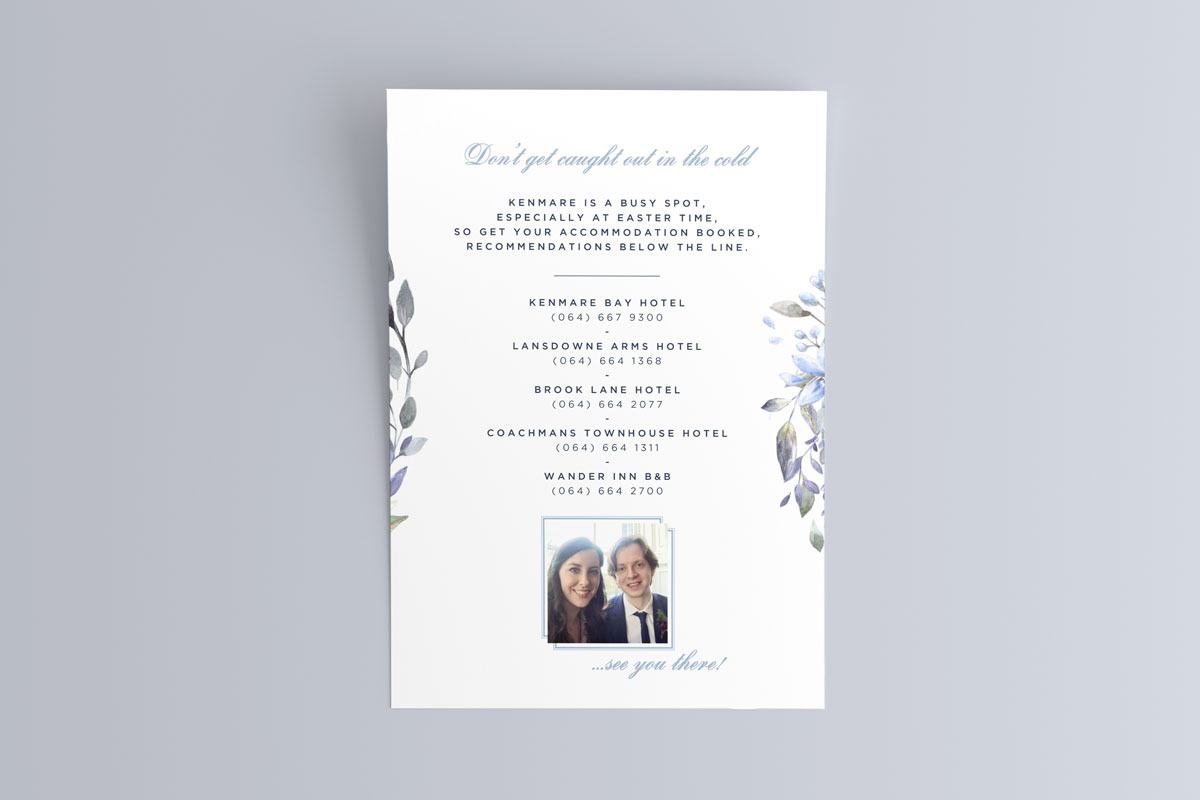 Don't get caught out in the cold
KENMARE IS A BUSY SPOT,
ESPECIALLY AT EASTER TIME,
SO GET YOUR ACCOMMODATION BOOKED,
RECOMMENDATIONS BELOW THE LINE.
KENMARE BAY HOTEL
(064) 667 9300
-
LANSDOWNE ARMS HOTEL
(064) 664 1368
-
BROOK LANE HOTEL
(064) 664 2077
-
COACHMANS TOWNHOUSE HOTEL
(064) 664 1311
-
WANDER INN B&B
(064) 664 2700
...see you there!